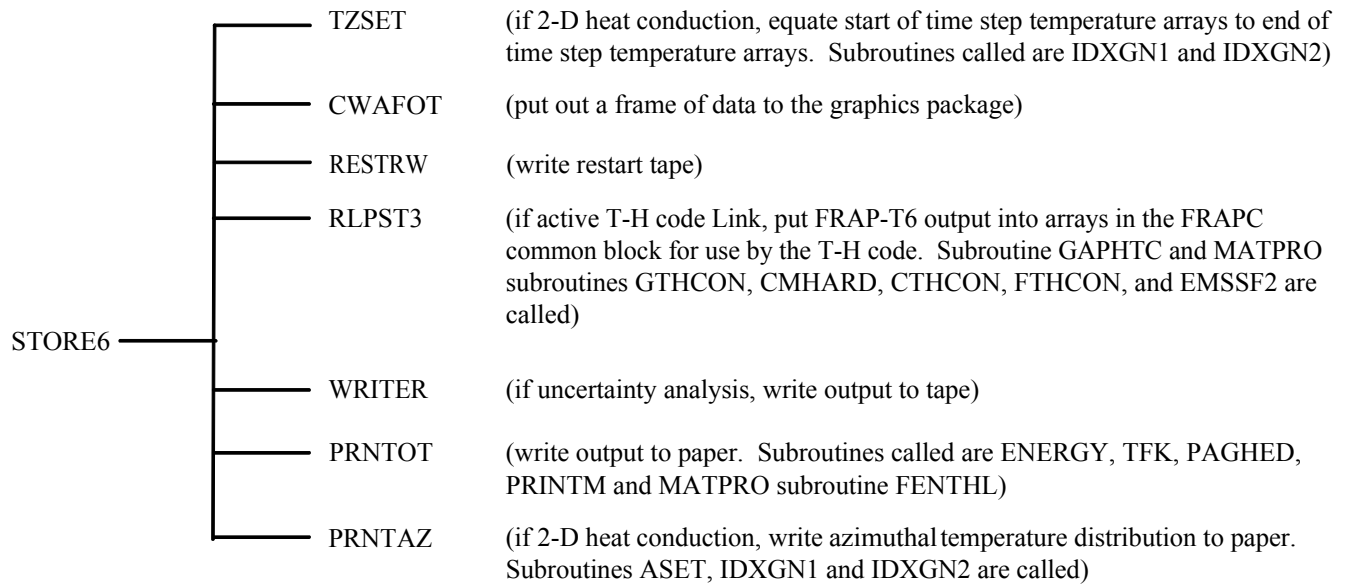 TZSET (if 2-D heat conduction, equate start of time step temperature arrays to end of
time step temperature arrays. Subroutines called are IDXGN1 and IDXGN2)
CWAFOT (put out a frame of data to the graphics package)
RESTRW (write restart tape)
RLPST3 (if active T-H code Link, put FRAP-T6 output into arrays in the FRAPC
common block for use by the T-H code. Subroutine GAPHTC and MATPRO
subroutines GTHCON, CMHARD, CTHCON, FTHCON, and EMSSF2 are
called)
STORE6
WRITER (if uncertainty analysis, write output to tape)
PRNTOT (write output to paper. Subroutines called are ENERGY, TFK, PAGHED,
PRINTM and MATPRO subroutine FENTHL)
PRNTAZ (if 2-D heat conduction, write azimuthal temperature distribution to paper.
Subroutines ASET, IDXGN1 and IDXGN2 are called)